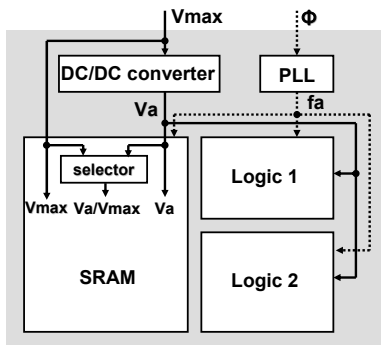 Vmax Φ
DC/DC converter PLL
Va fa
selector Logic 1
Vmax Va/Vmax Va
SRAM Logic 2